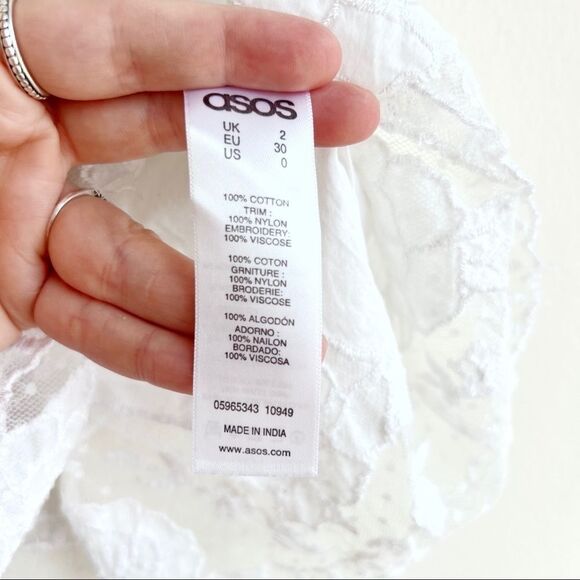 asos
UK 2
EU 30
US 0
100% COTTON
TRIM :
100% NYLON
EMBROIDERY:
100% VISCOSE
100% COTON
GRNITURE :
100% NYLON
BRODERIE:
100% VISCOSE
100% ALGODÓN
ADORNO :
100% NAILON
BORDADO:
100% VISCOSA
05965343 10949
MADE IN INDIA
www.asos.com